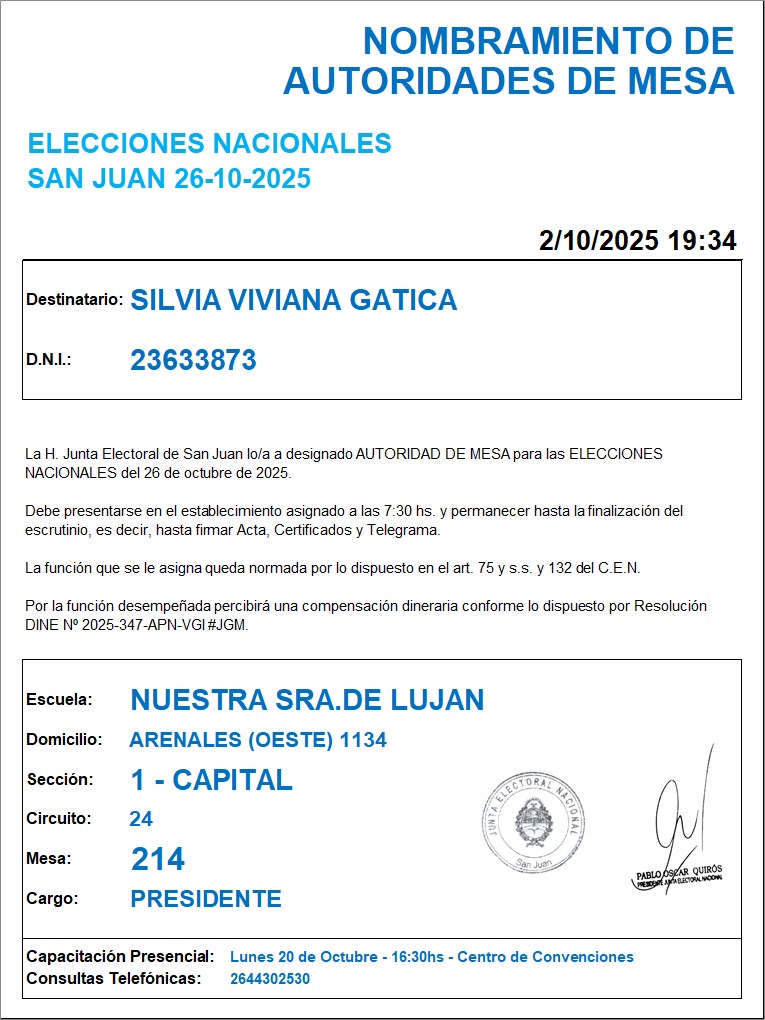 NOMBRAMIENTO DE
AUTORIDADES DE MESA
ELECCIONES NACIONALES
SAN JUAN 26-10-2025
2/10/2025 19:34
Destinatario: SILVIA VIVIANA GATICA
D.N.I.: 23633873
La H. Junta Electoral de San Juan lo/a a designado AUTORIDAD DE MESA para las ELECCIONES
NACIONALES del 26 de octubre de 2025.
Debe presentarse en el establecimiento asignado a las 7:30 hs. y permanecer hasta la finalización del
escrutinio, es decir, hasta firmar Acta, Certificados y Telegrama.
La función que se le asigna queda normada por lo dispuesto en el art. 75 y s.s. y 132 del C.E.N.
Por la función desempeñada percibirá una compensación dineraria conforme lo dispuesto por Resolución
DINE Nº 2025-347-APN-VGI#JGM.
Escuela: NUESTRA SRA.DE LUJAN
Domicilio: ARENALES (OESTE) 1134
Sección: 1 - CAPITAL
Circuito: 24
Mesa: 214
Cargo: PRESIDENTE
JUNTA ELECTORAL NACIONAL
San Juan
PABLO OSCAR QUIRÓS
PRESIDENTE JUNTA ELECTORAL NACIONAL
Capacitación Presencial: Lunes 20 de Octubre - 16:30hs - Centro de Convenciones
Consultas Telefónicas: 2644302530